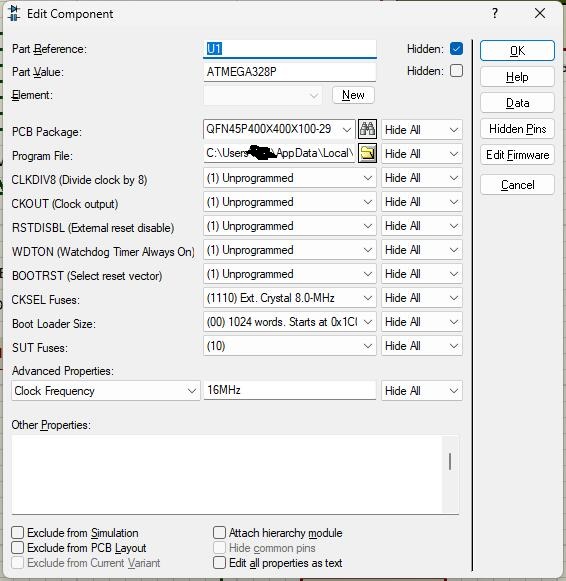 Edit Component ? ×
Part Reference: U1 Hidden: OK
Part Value: ATMEGA328P Hidden: Help
Element: New Data
PCB Package: QFN45P400X400X100-29 Hide All Hidden Pins
Program File: C:\Users AppData\Local\ Hide All Edit Firmware
CLKDIV8 (Divide clock by 8) (1) Unprogrammed Hide All Cancel
CKOUT (Clock output) (1) Unprogrammed Hide All
RSTDISBL (External reset disable) (1) Unprogrammed Hide All
WDTON (Watchdog Timer Always On) (1) Unprogrammed Hide All
BOOTRST (Select reset vector) (1) Unprogrammed Hide All
CKSEL Fuses: (1110) Ext. Crystal 8.0-MHz Hide All
Boot Loader Size: (00) 1024 words. Starts at 0x1C( Hide All
SUT Fuses: (10) Hide All
Advanced Properties:
Clock Frequency 16MHz Hide All
Other Properties:
Exclude from Simulation Attach hierarchy module
Exclude from PCB Layout Hide common pins
Exclude from Current Variant Edit all properties as text